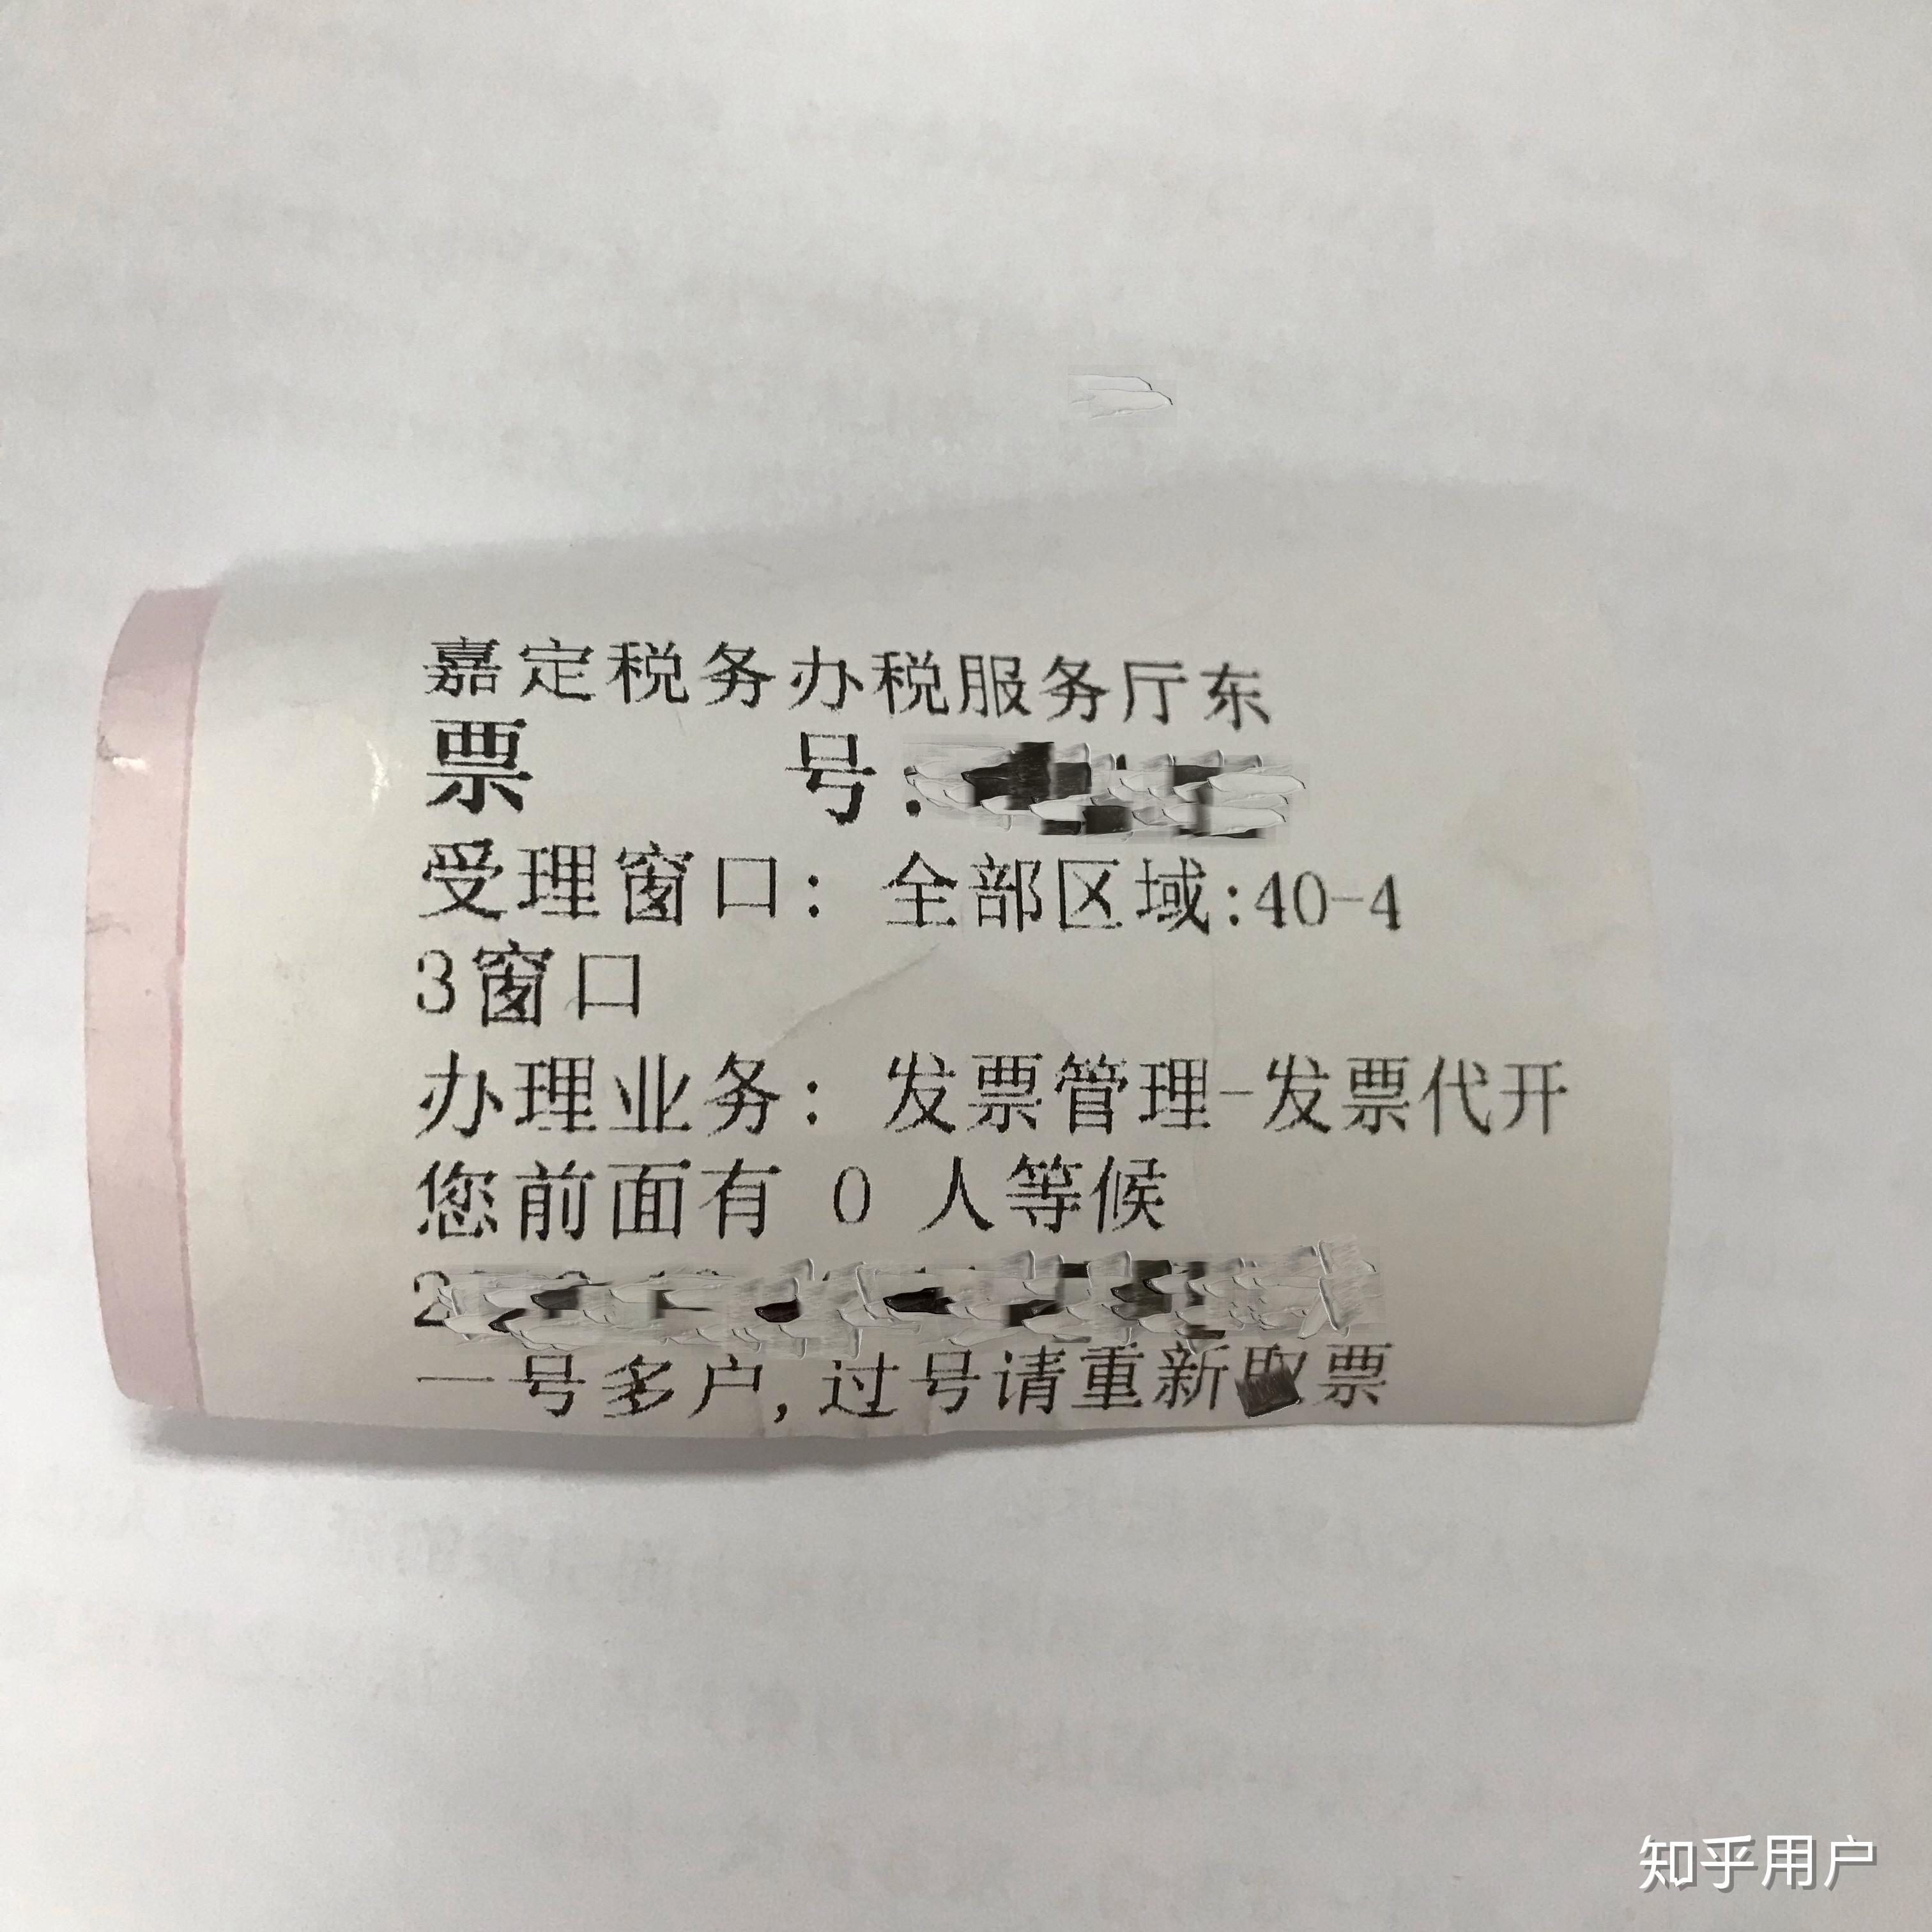 嘉定税务办税服务厅东
票 号:
受理窗口: 全部区域:40-4
3窗口
办理业务: 发票管理-发票代开
您前面有 0 人等候
一号多户,过号请重新取票
知乎用户